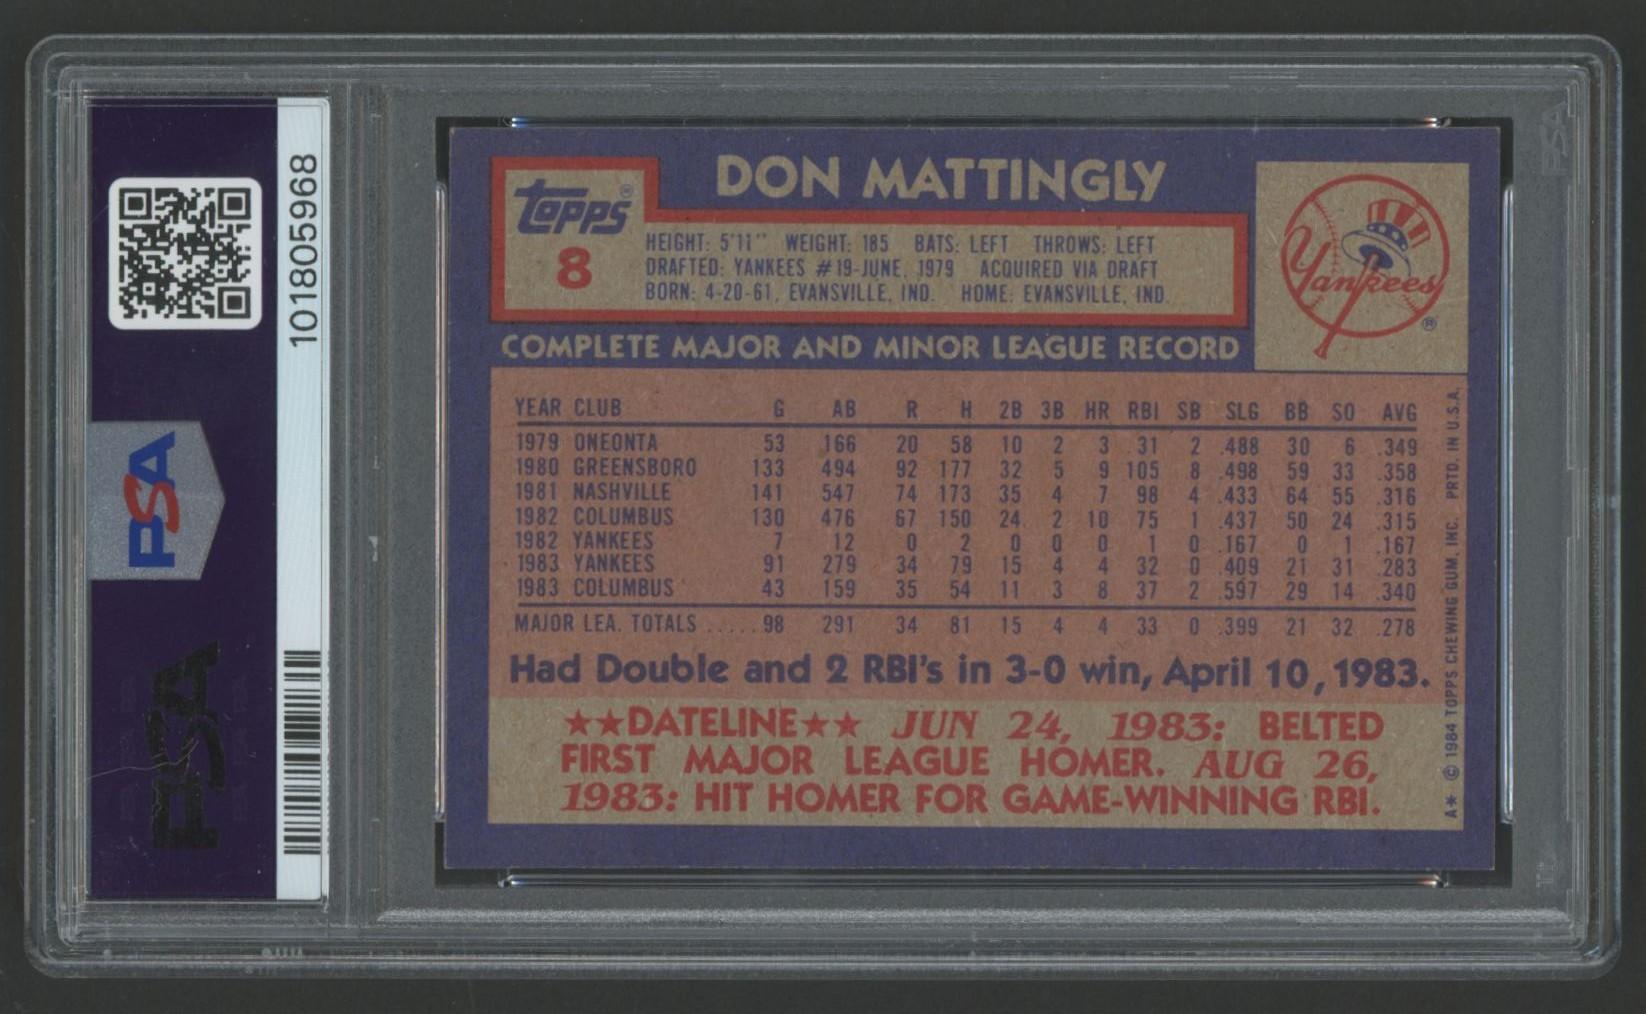 101805968
PSA
PSA
Topps®
8
DON MATTINGLY
HEIGHT: 5'11" WEIGHT: 185 BATS: LEFT THROWS: LEFT
DRAFTED: YANKEES #19-JUNE, 1979 ACQUIRED VIA DRAFT
BORN: 4-20-61, EVANSVILLE, IND. HOME: EVANSVILLE, IND.
Yankees®
COMPLETE MAJOR AND MINOR LEAGUE RECORD
YEAR CLUB G AB R H 2B 3B HR RBI SB SLG BB SO AVG
1979 ONEONTA 53 166 20 58 10 2 3 31 2 .488 30 6 .349
1980 GREENSBORO 133 494 92 177 32 5 9 105 8 .498 59 33 .358
1981 NASHVILLE 141 547 74 173 35 4 7 98 4 .433 64 55 .316
1982 COLUMBUS 130 476 67 150 24 2 10 75 1 .437 50 24 .315
1982 YANKEES 7 12 0 2 0 0 0 1 0 .167 0 1 .167
1983 YANKEES 91 279 34 79 15 4 4 32 0 .409 21 31 .283
1983 COLUMBUS 43 159 35 54 11 3 8 37 2 .597 29 14 .340
MAJOR LEA. TOTALS ..... 98 291 34 81 15 4 4 33 0 .399 21 32 .278
Had Double and 2 RBI's in 3-0 win, April 10, 1983.
★★DATELINE★★ JUN 24, 1983: BELTED
FIRST MAJOR LEAGUE HOMER. AUG 26,
1983: HIT HOMER FOR GAME-WINNING RBI.
A* © 1984 TOPPS CHEWING GUM, INC. PRTD. IN U.S.A.
PSA